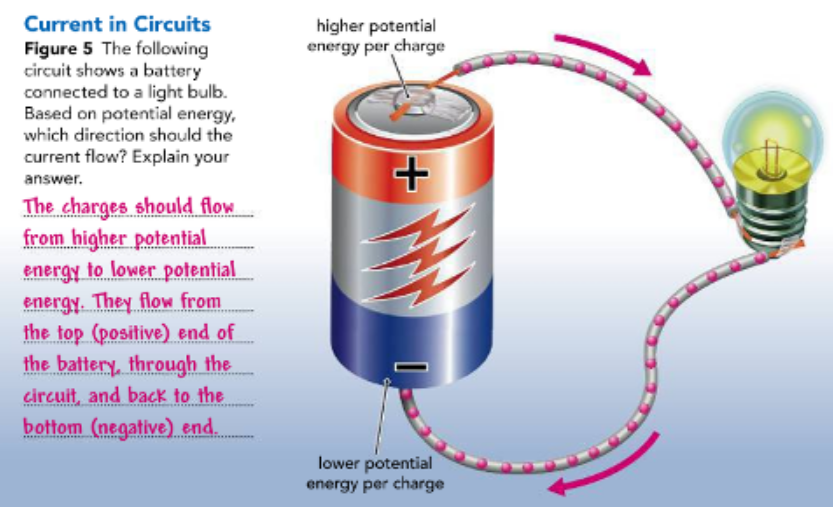 Current in Circuits
Figure 5 The following
circuit shows a battery
connected to a light bulb.
Based on potential energy,
which direction should the
current flow? Explain your
answer.
The charges should flow
from higher potential
energy to lower potential
energy. They flow from
the top (positive) end of
the battery, through the
circuit, and back to the
bottom (negative) end.
higher potential
energy per charge
+
−
lower potential
energy per charge